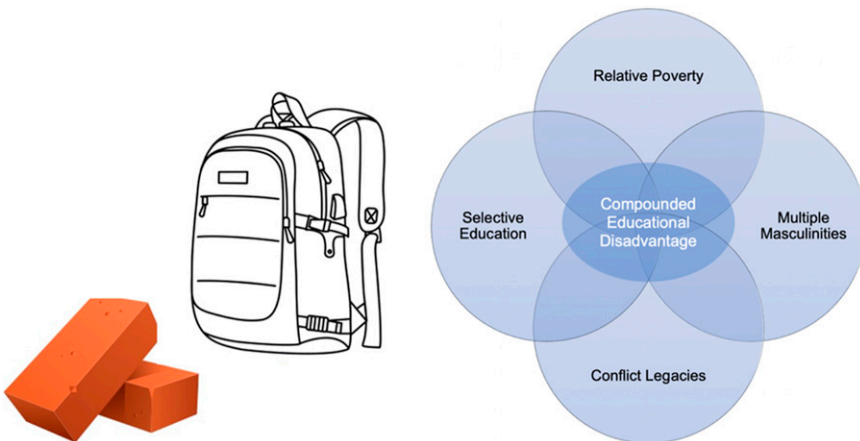 Relative Poverty
Selective
Education
Compounded
Educational
Disadvantage
Multiple
Masculinities
Conflict Legacies